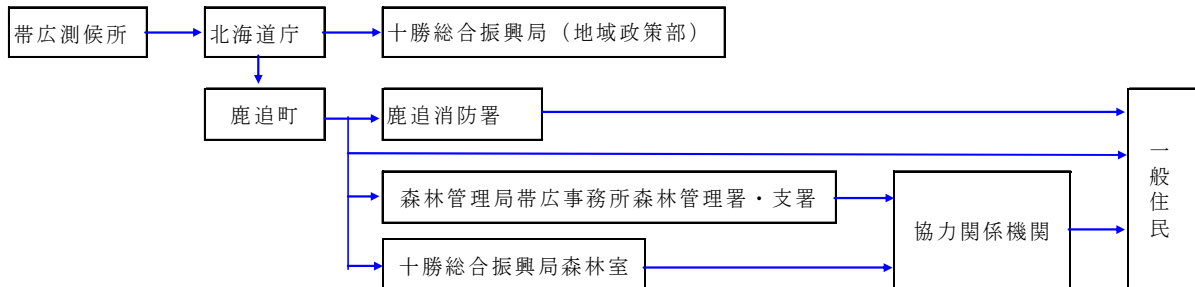 帯広測候所
北海道庁
十勝総合振興局（地域政策部）
鹿追町
鹿追消防署
一般住民
森林管理局帯広事務所森林管理署・支署
協力関係機関
十勝総合振興局森林室